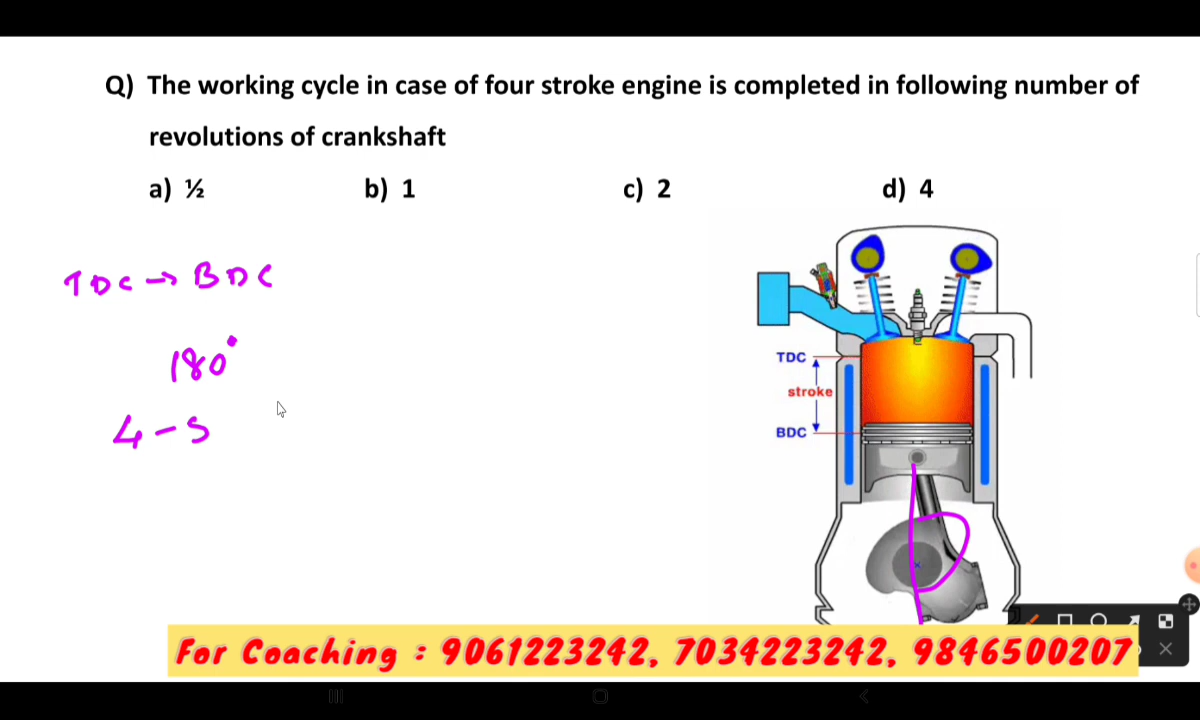 Q) The working cycle in case of four stroke engine is completed in following number of
revolutions of crankshaft
a) ½ b) 1 c) 2 d) 4
TDC → BDC
180°
4-S
TDC
stroke
BDC
For Coaching : 9061223242, 7034223242, 9846500207